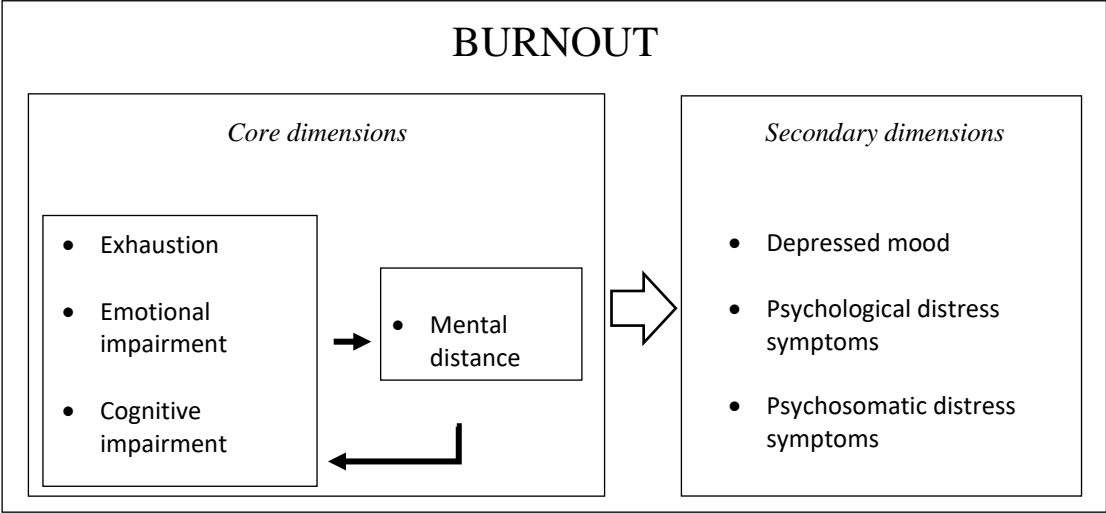 BURNOUT
Core dimensions
• Exhaustion
• Emotional
impairment
• Cognitive
impairment
• Mental
distance
Secondary dimensions
• Depressed mood
• Psychological distress
symptoms
• Psychosomatic distress
symptoms